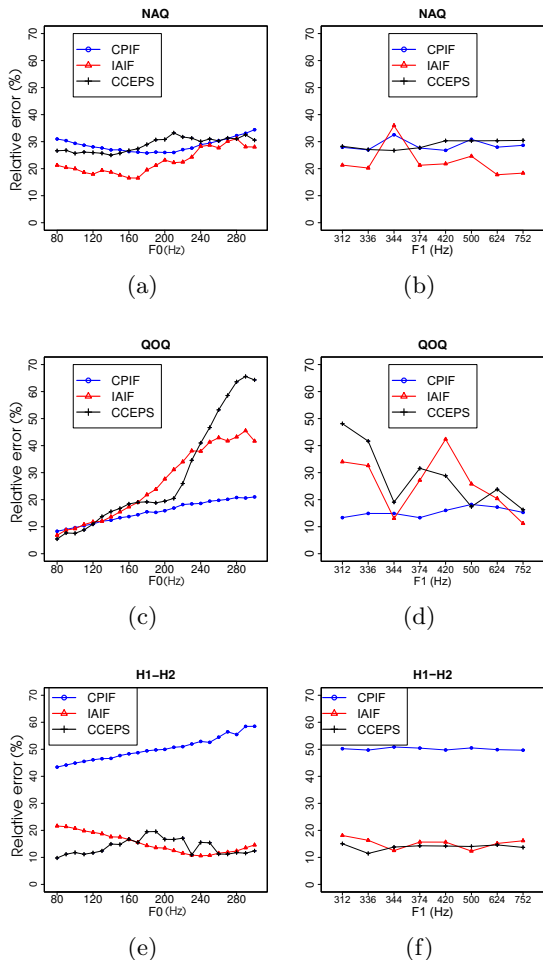 NAQ
NAQ
Relative error (%)
0 10 20 30 40 50 60 70
CPIF
IAIF
CCEPS
80 120 160 200 240 280
F0(Hz)
0 10 20 30 40 50 60 70
CPIF
IAIF
CCEPS
312 336 344 374 420 500 624 752
F1 (Hz)
(a)
(b)
QOQ
QOQ
Relative error (%)
0 10 20 30 40 50 60 70
CPIF
IAIF
CCEPS
80 120 160 200 240 280
F0(Hz)
0 10 20 30 40 50 60 70
CPIF
IAIF
CCEPS
312 336 344 374 420 500 624 752
F1 (Hz)
(c)
(d)
H1−H2
H1−H2
Relative error (%)
0 10 20 30 40 50 60 70
CPIF
IAIF
CCEPS
80 120 160 200 240 280
F0(Hz)
0 10 20 30 40 50 60 70
CPIF
IAIF
CCEPS
312 336 344 374 420 500 624 752
F1 (Hz)
(e)
(f)